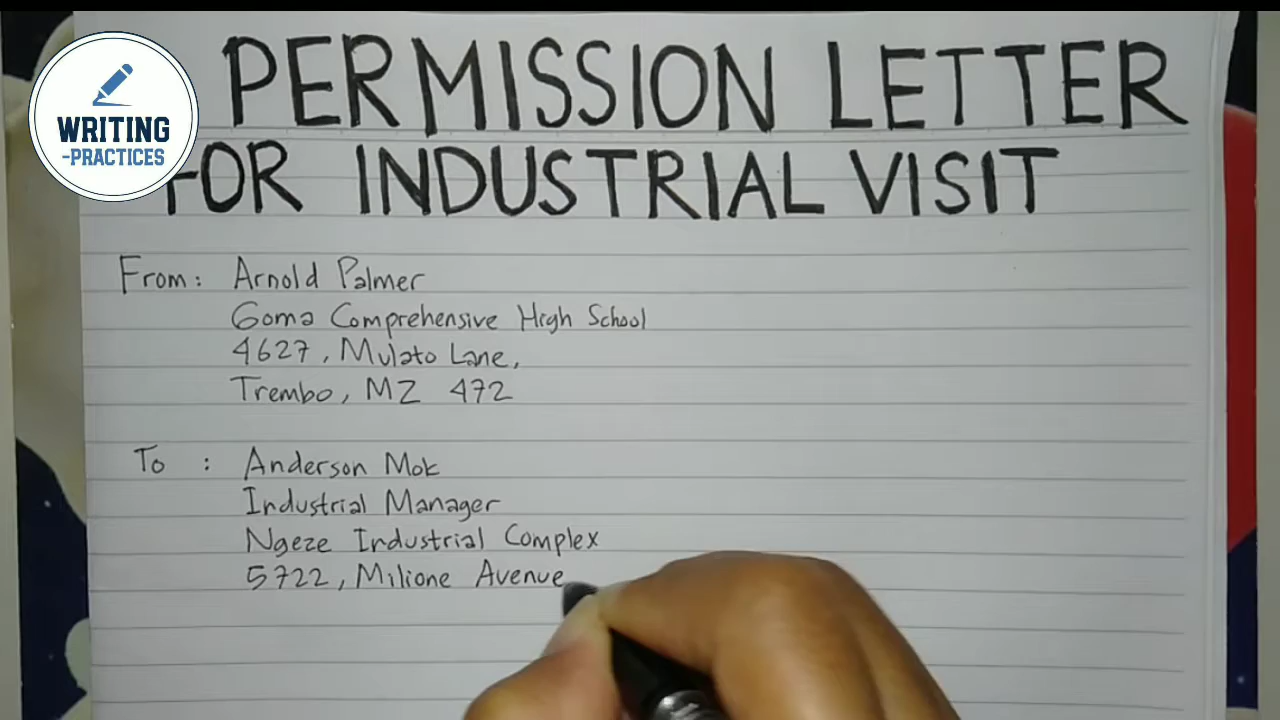 WRITING
-PRACTICES
PERMISSION LETTER
FOR INDUSTRIAL VISIT
From: Arnold Palmer
Goma Comprehensive High School
4627, Mulato Lane,
Trembo, MZ 472
To : Anderson Mok
Industrial Manager
Ngeze Industrial Complex
5722, Milione Avenue